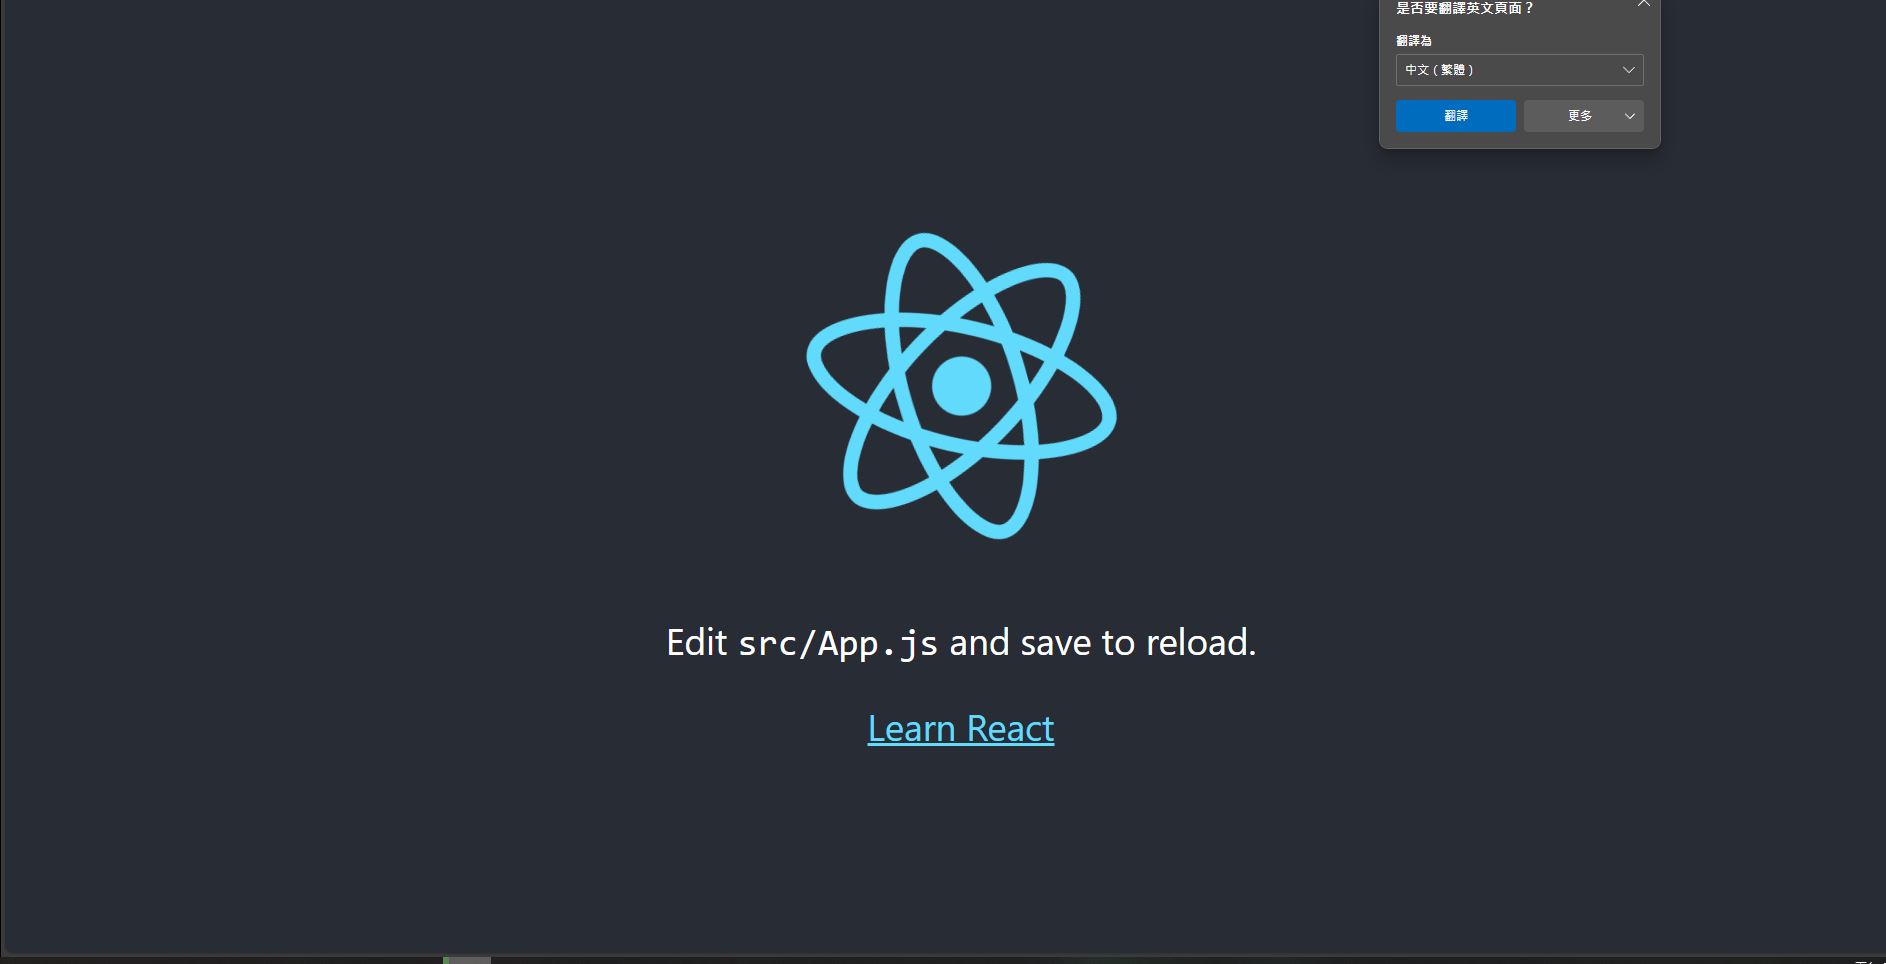 是否要翻譯英文頁面？
翻譯為
中文（繁體）
翻譯 更多
Edit src/App.js and save to reload.
Learn React